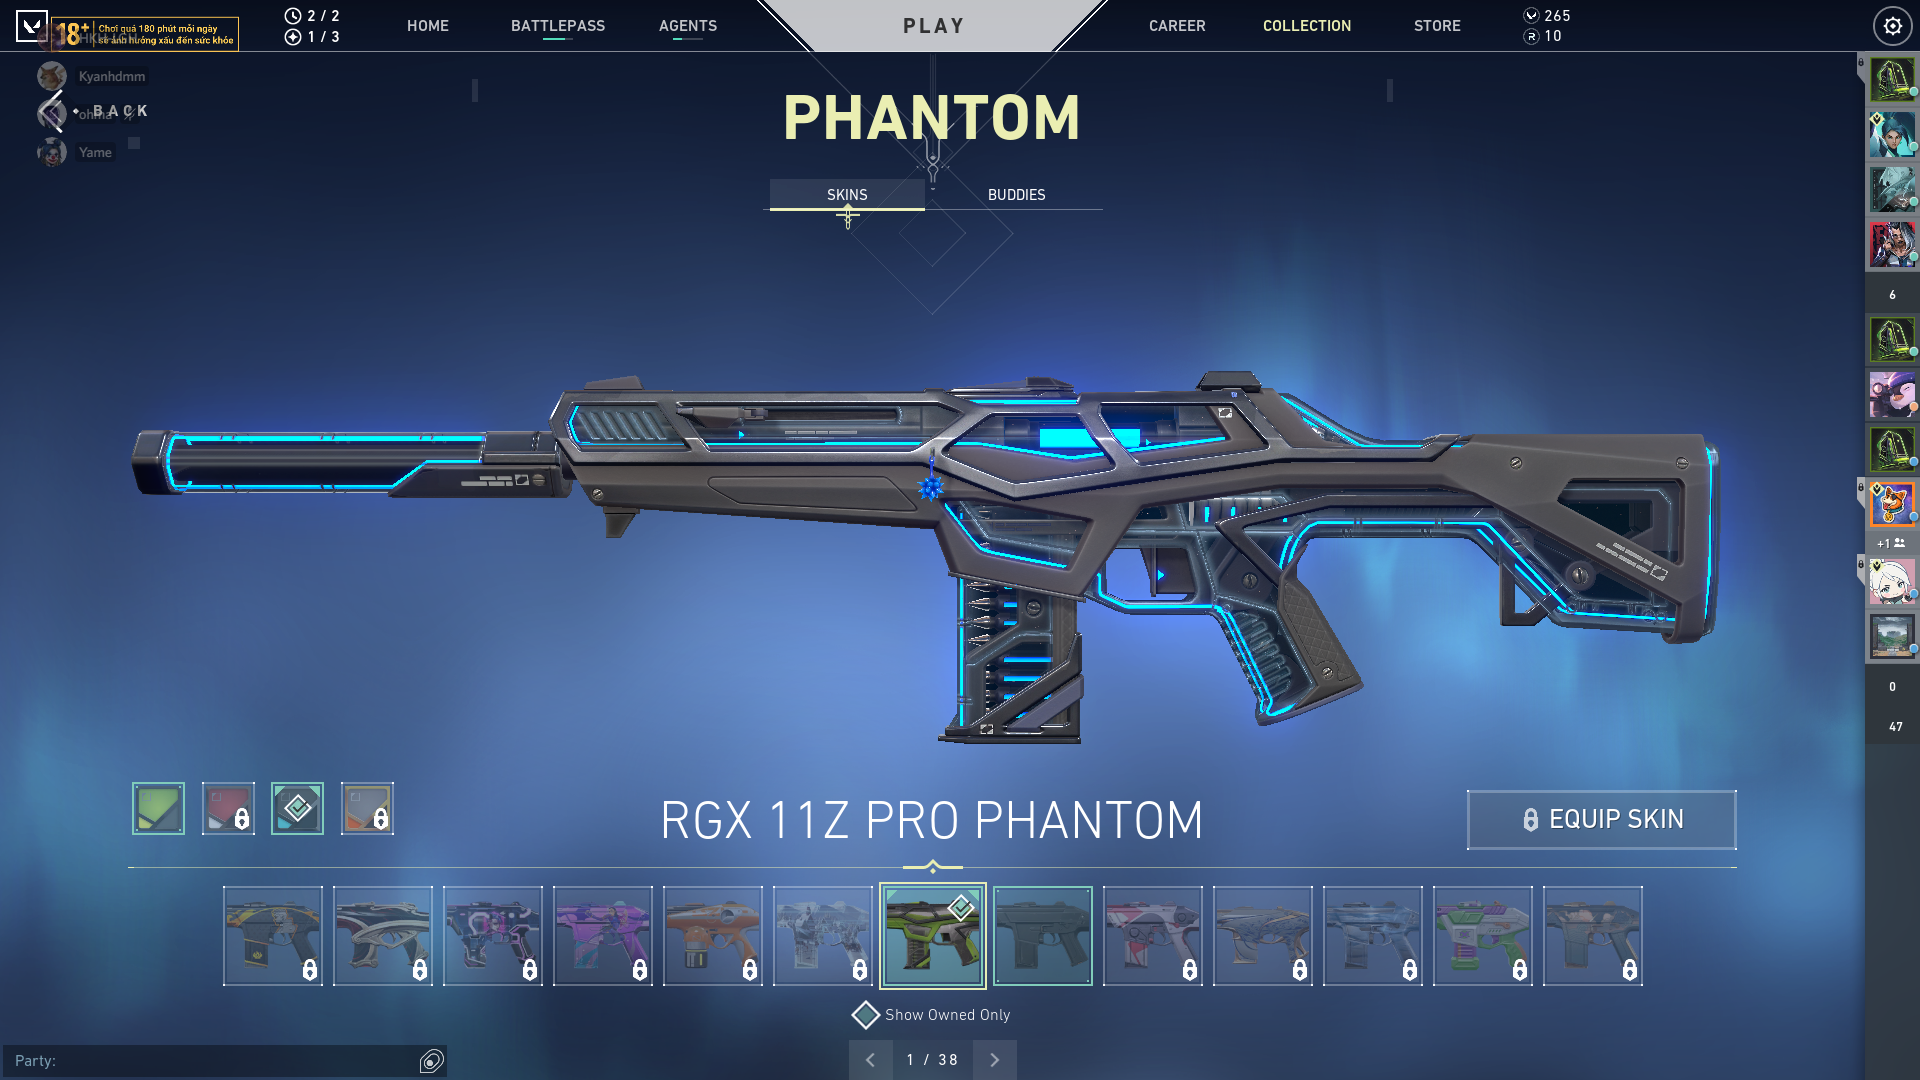 18+
Chơi quá 180 phút mỗi ngày
sẽ ảnh hưởng xấu đến sức khỏe
2 / 2
1 / 3
HOME
BATTLEPASS
AGENTS
PLAY
CAREER
COLLECTION
STORE
265
R 10
Kyanhdmm
BACK
Yame
PHANTOM
SKINS
BUDDIES
6
+1
0
47
RGX 11Z PRO PHANTOM
EQUIP SKIN
Show Owned Only
1 / 38
Party: